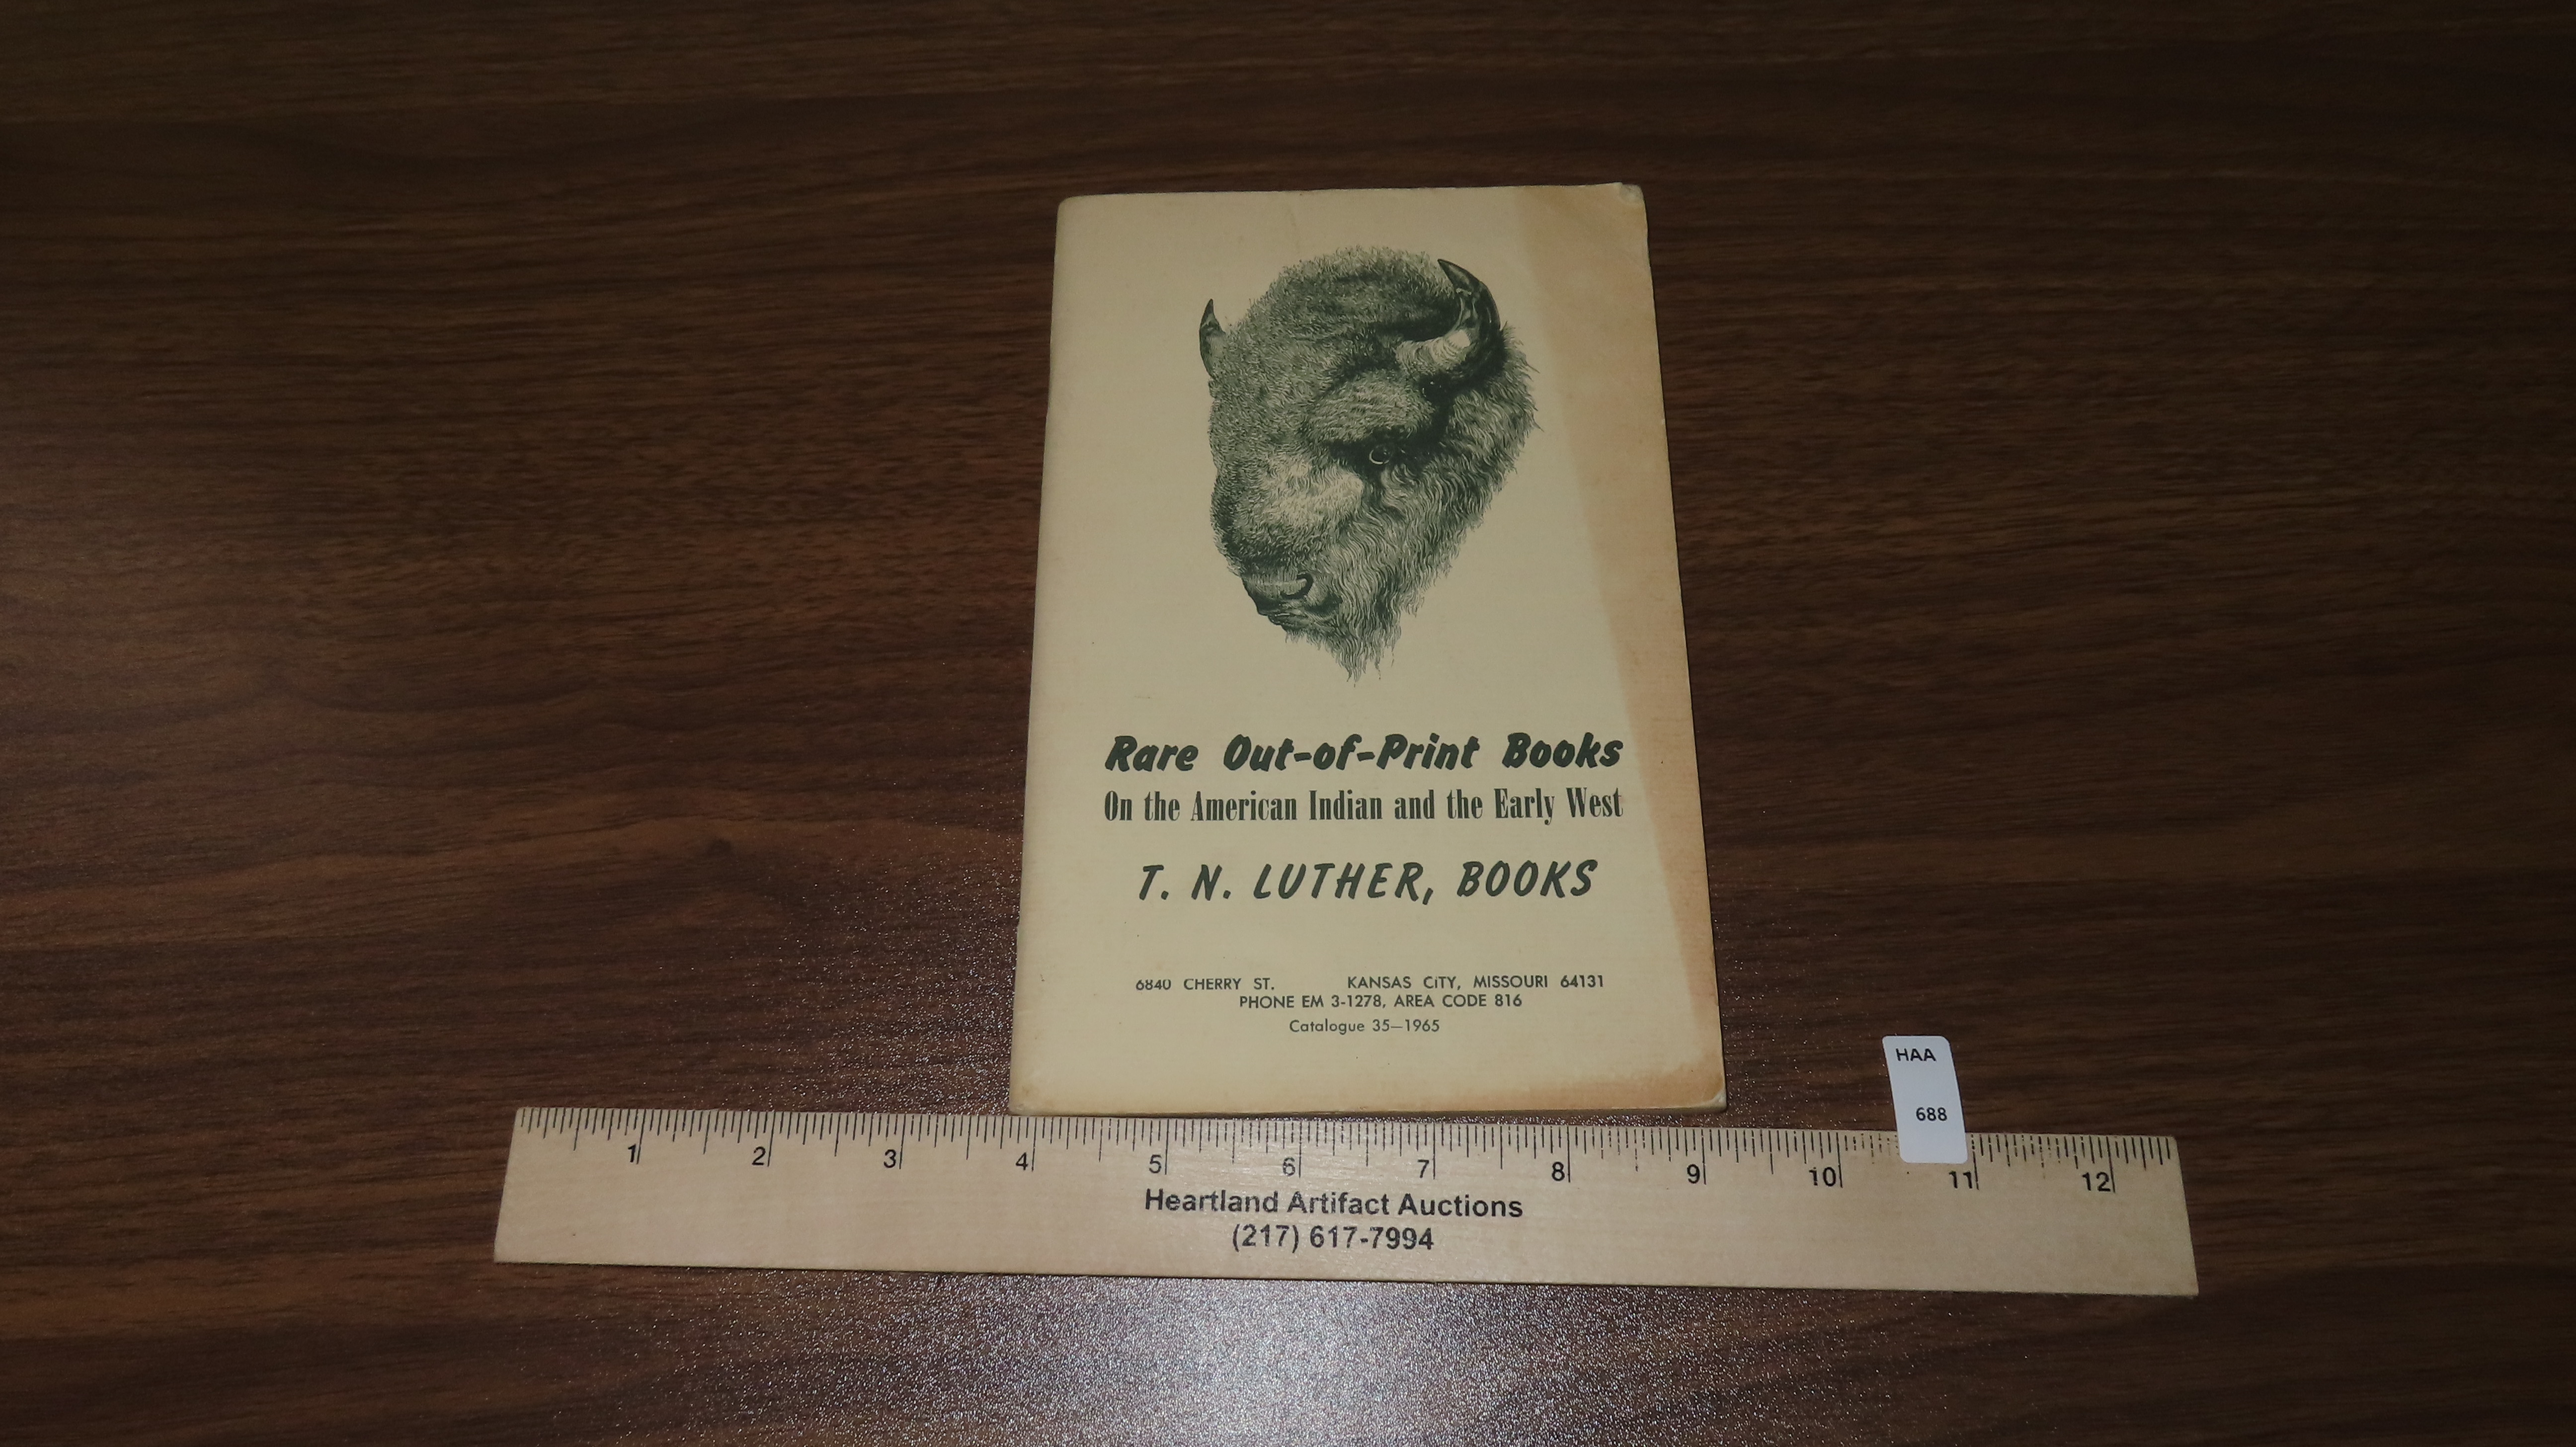 Rare Out-of-Print Books
On the American Indian and the Early West
T. N. LUTHER, BOOKS
6840 CHERRY ST. KANSAS CITY, MISSOURI 64131
PHONE EM 3-1278, AREA CODE 816
Catalogue 35—1965
HAA
688
1 2 3 4 5 6 7 8 9 10 11 12
Heartland Artifact Auctions
(217) 617-7994